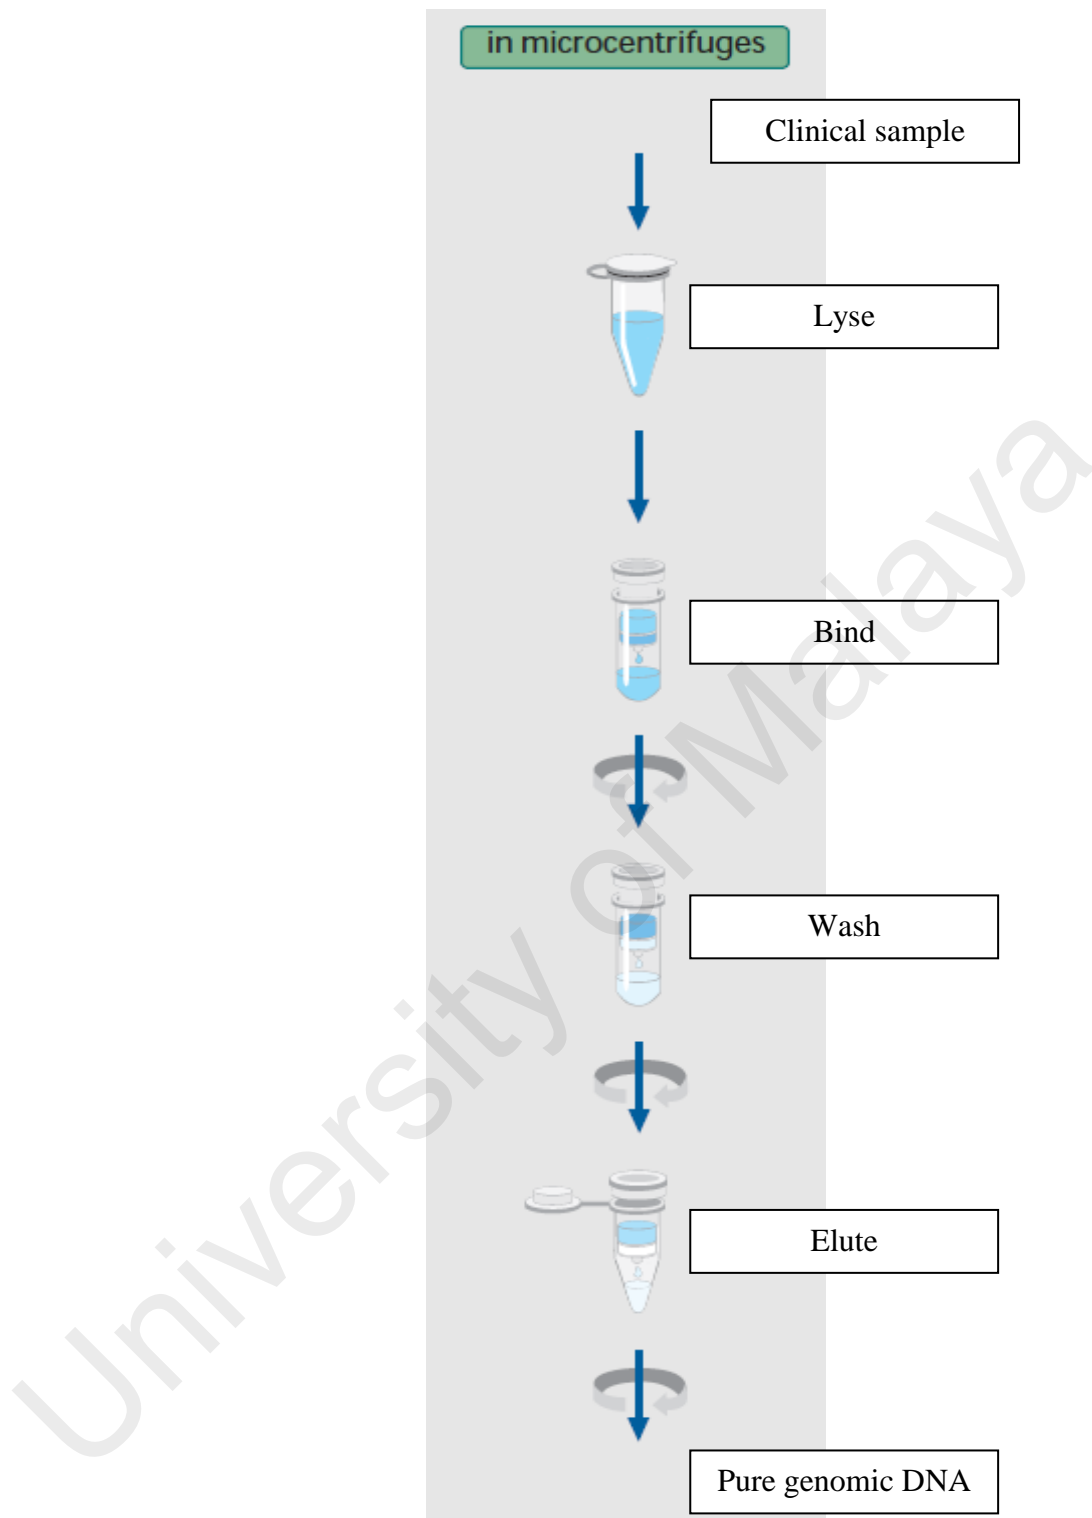 in microcentrifuges
Clinical sample
Lyse
Bind
Wash
Elute
Pure genomic DNA
University of Malaya